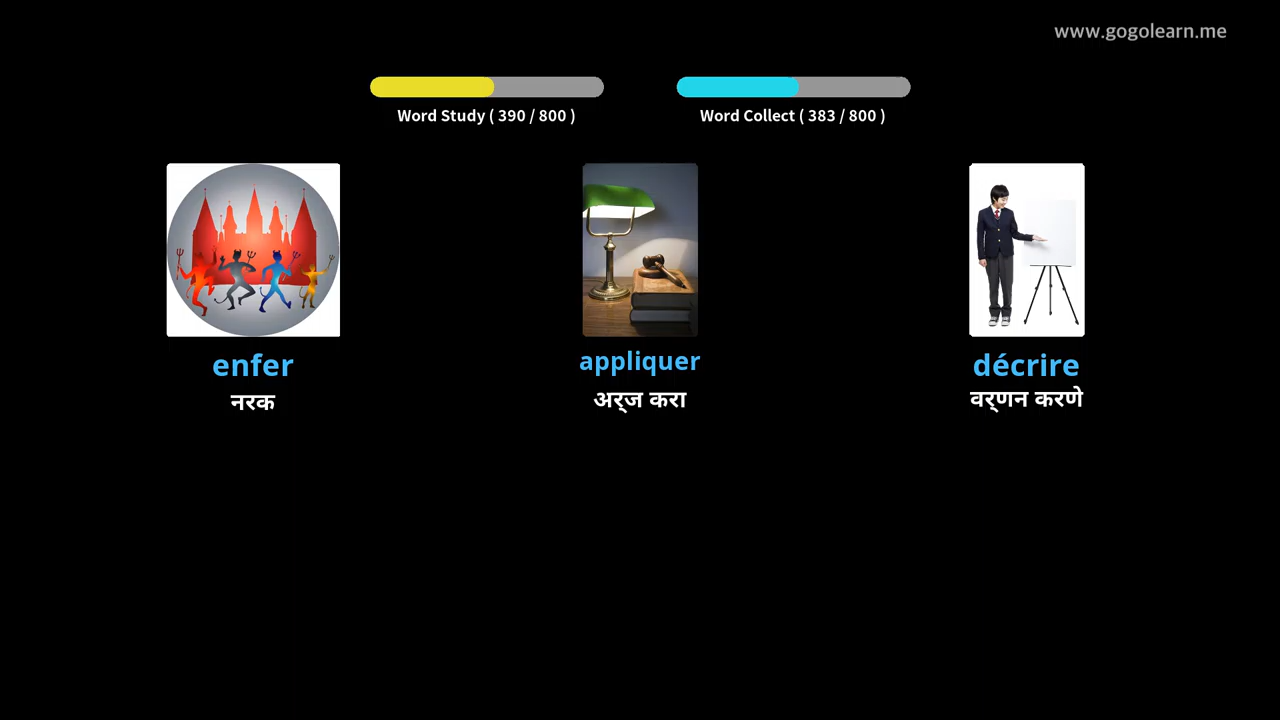 www.gogolearn.me
Word Study ( 390 / 800 )
Word Collect ( 383 / 800 )
enfer
appliquer
décrire
नरक
अर्ज करा
वर्णन करणे